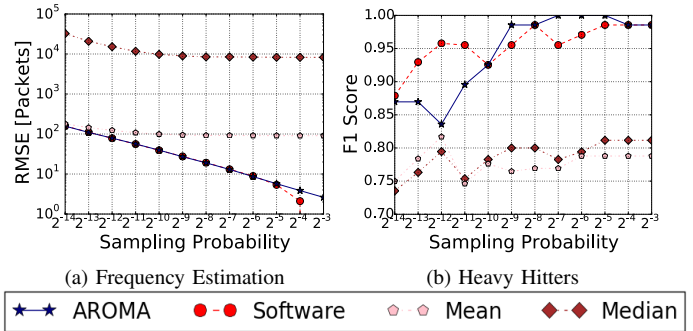 10^5
10^4
10^3
10^2
10^1
10^0
RMSE [Packets]
2^-14 2^-13 2^-12 2^-11 2^-10 2^-9 2^-8 2^-7 2^-6 2^-5 2^-4 2^-3
Sampling Probability
(a) Frequency Estimation
1.00
0.95
0.90
0.85
0.80
0.75
0.70
F1 Score
2^-14 2^-13 2^-12 2^-11 2^-10 2^-9 2^-8 2^-7 2^-6 2^-5 2^-4 2^-3
Sampling Probability
(b) Heavy Hitters
AROMA Software Mean Median